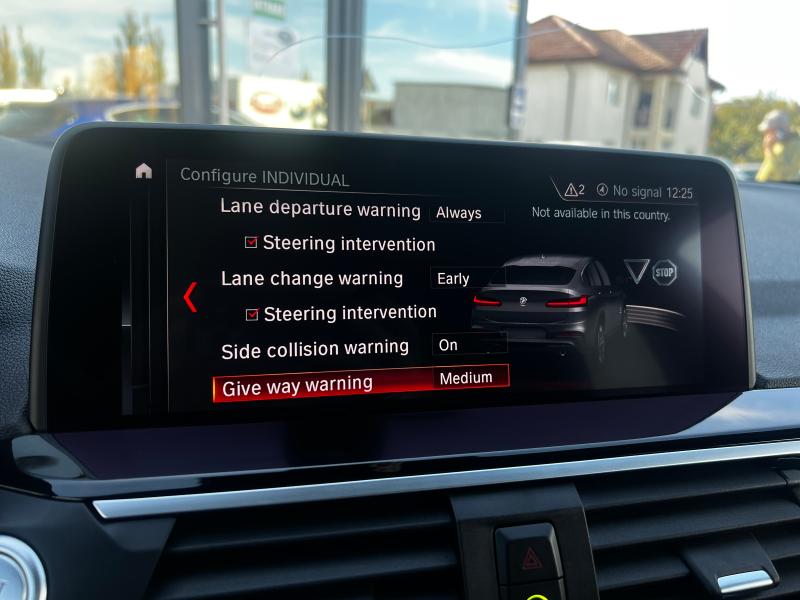 Configure INDIVIDUAL
2 No signal 12:25
Lane departure warning Always
Not available in this country.
Steering intervention
Lane change warning Early
STOP
Steering intervention
Side collision warning On
Give way warning Medium